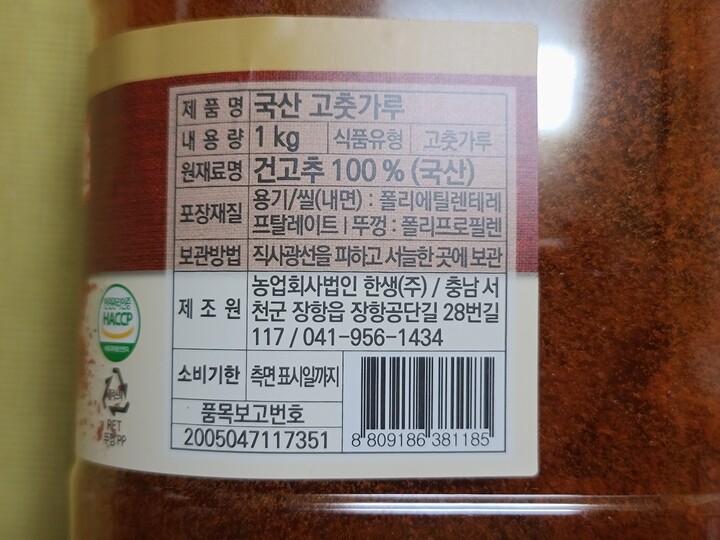 제품명 국산 고춧가루
내용량 1 kg 식품유형 고춧가루
원재료명 건고추 100 % (국산)
포장재질 용기/씰(내면) : 폴리에틸렌테레
프탈레이트 | 뚜껑 : 폴리프로필렌
보관방법 직사광선을 피하고 서늘한 곳에 보관
제조원 농업회사법인 한생(주) / 충남 서
천군 장항읍 장항공단길 28번길
117 / 041-956-1434
소비기한 측면 표시일까지
품목보고번호
2005047117351
8 809186 381185
HACCP
PET
뚜껑 PP